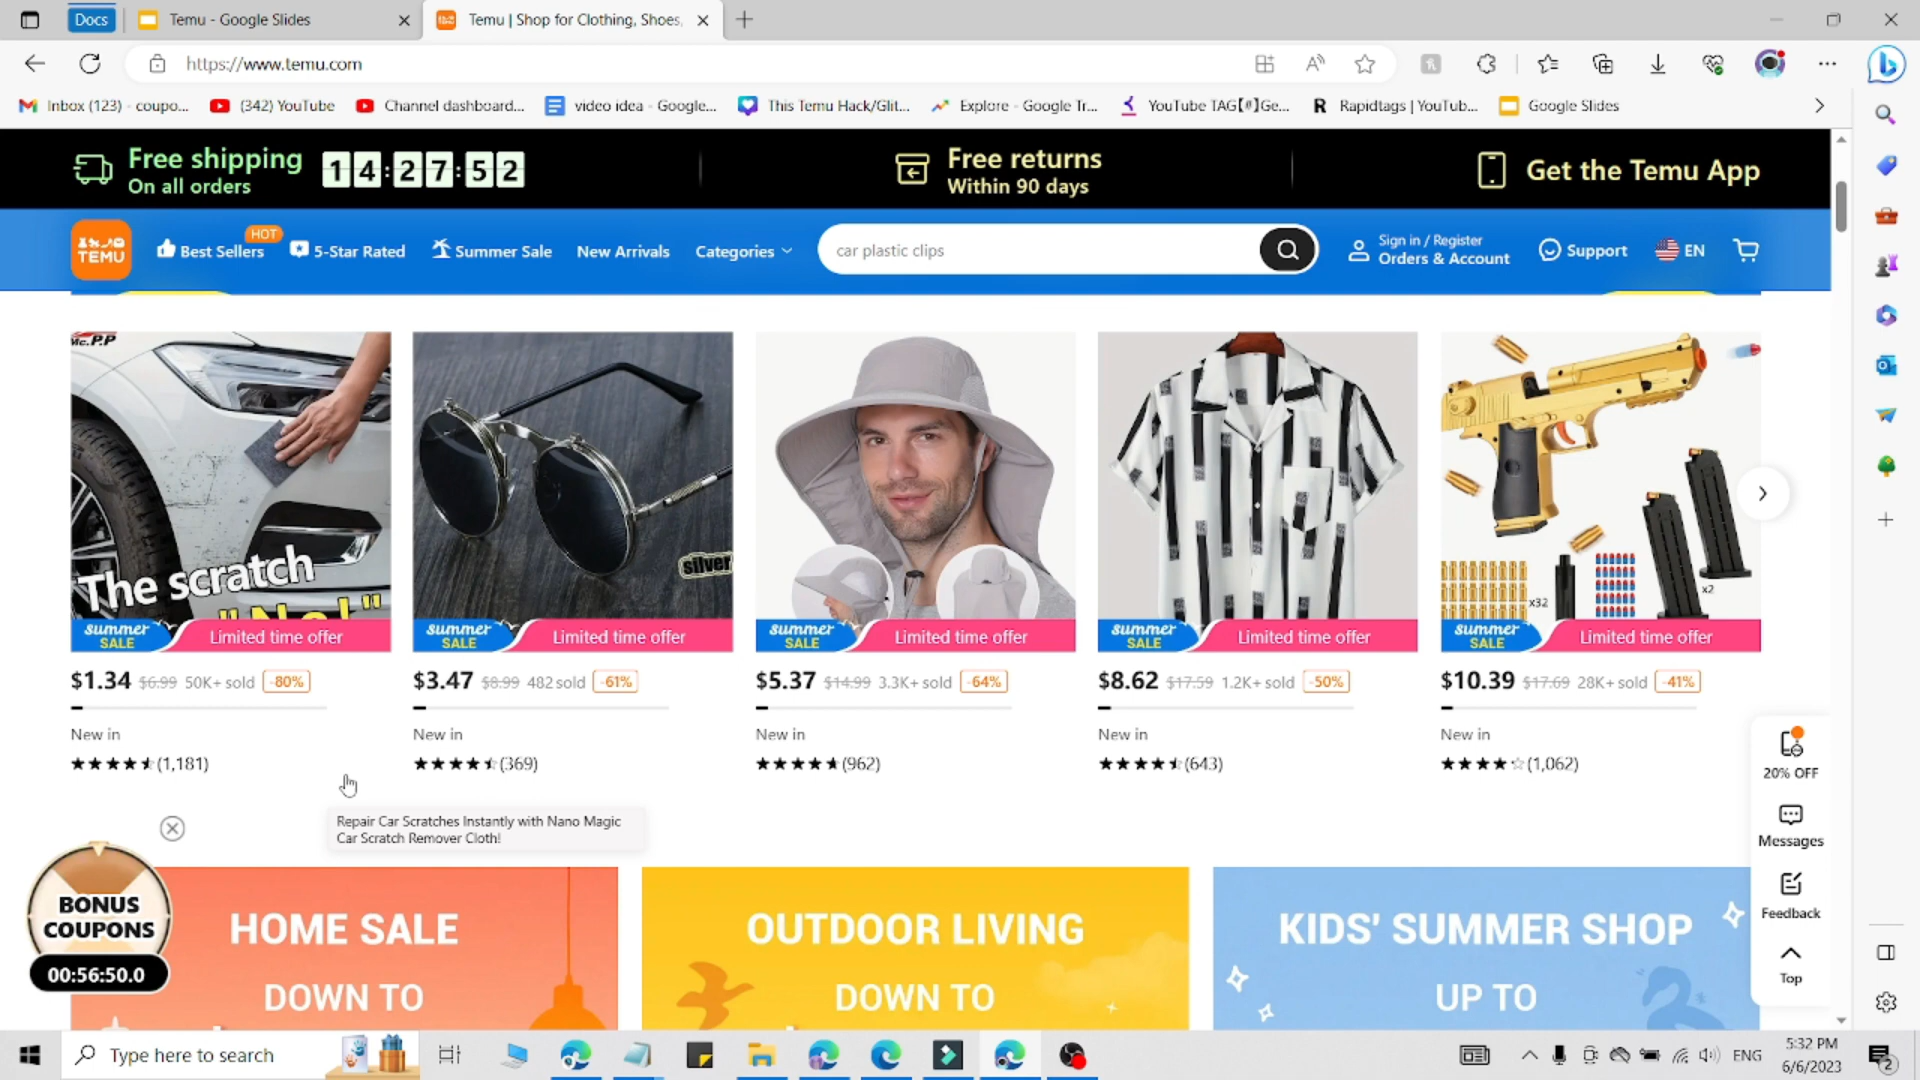 Docs
Temu - Google Slides
Temu | Shop for Clothing, Shoes,
https://www.temu.com
Inbox (123) - coupo...
(342) YouTube
Channel dashboard...
video idea - Google...
This Temu Hack/Glit...
Explore - Google Tr...
YouTube TAG【#】Ge...
R Rapidtags | YouTub...
Google Slides
Free shipping
On all orders
14:27:52
Free returns
Within 90 days
Get the Temu App
TEMU
Best Sellers
HOT
5-Star Rated
Summer Sale
New Arrivals
Categories
car plastic clips
Sign in / Register
Orders & Account
Support
EN
Mc.P.P
The scratch
"No!"
silver
x32
x2
summer SALE Limited time offer
summer SALE Limited time offer
summer SALE Limited time offer
summer SALE Limited time offer
summer SALE Limited time offer
$1.34 $6.99 50K+ sold -80%
$3.47 $8.99 482 sold -61%
$5.37 $14.99 3.3K+ sold -64%
$8.62 $17.59 1.2K+ sold -50%
$10.39 $17.69 28K+ sold -41%
New in
New in
New in
New in
New in
(1,181)
(369)
(962)
(643)
(1,062)
20% OFF
Messages
Feedback
Top
Repair Car Scratches Instantly with Nano Magic
Car Scratch Remover Cloth!
BONUS
COUPONS
00:56:50.0
HOME SALE
DOWN TO
OUTDOOR LIVING
DOWN TO
KIDS' SUMMER SHOP
UP TO
Type here to search
ENG
5:32 PM
6/6/2023
2